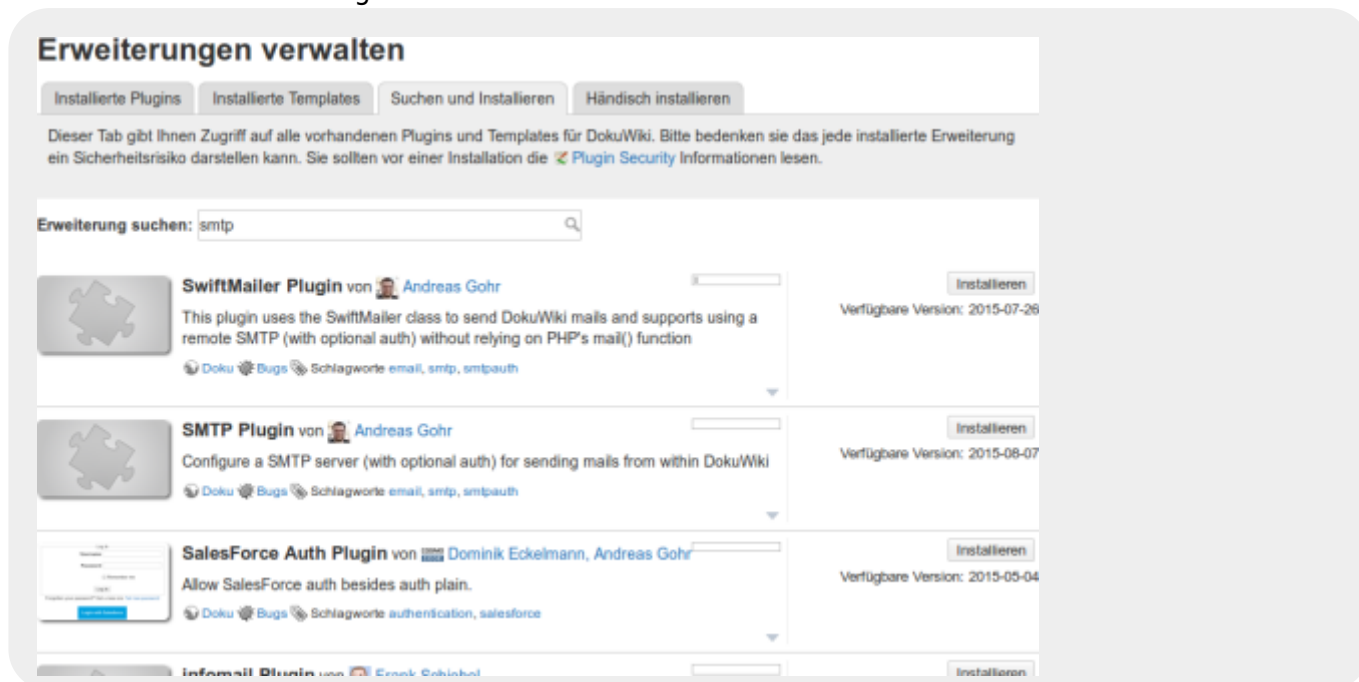 Erweiterungen verwalten
Installierte Plugins Installierte Templates Suchen und Installieren Händisch installieren
Dieser Tab gibt Ihnen Zugriff auf alle vorhandenen Plugins und Templates für DokuWiki. Bitte bedenken sie das jede installierte Erweiterung
ein Sicherheitsrisiko darstellen kann. Sie sollten vor einer Installation die Plugin Security Informationen lesen.
Erweiterung suchen: smtp
SwiftMailer Plugin von Andreas Gohr
Installieren
This plugin uses the SwiftMailer class to send DokuWiki mails and supports using a
remote SMTP (with optional auth) without relying on PHP's mail() function
Verfügbare Version: 2015-07-26
Doku Bugs Schlagworte email, smtp, smtpauth
SMTP Plugin von Andreas Gohr
Installieren
Configure a SMTP server (with optional auth) for sending mails from within DokuWiki
Verfügbare Version: 2015-08-07
Doku Bugs Schlagworte email, smtp, smtpauth
SalesForce Auth Plugin von Dominik Eckelmann, Andreas Gohr
Installieren
Allow SalesForce auth besides auth plain.
Verfügbare Version: 2015-05-04
Doku Bugs Schlagworte authentication, salesforce
infomail Plugin von Frank Schiebel
Installieren